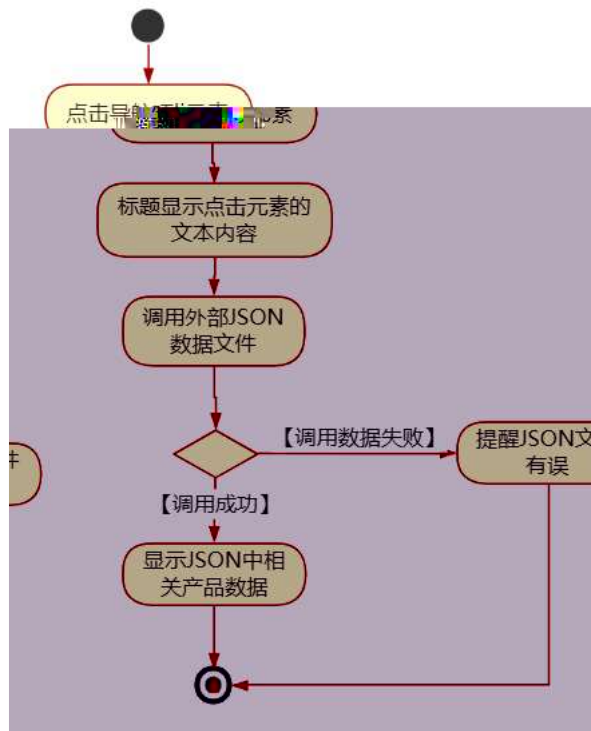 点击导航
元素
标题显示点击元素的
文本内容
调用外部JSON
数据文件
【调用数据失败】
提醒JSON文
有误
件
【调用成功】
显示JSON中相
关产品数据